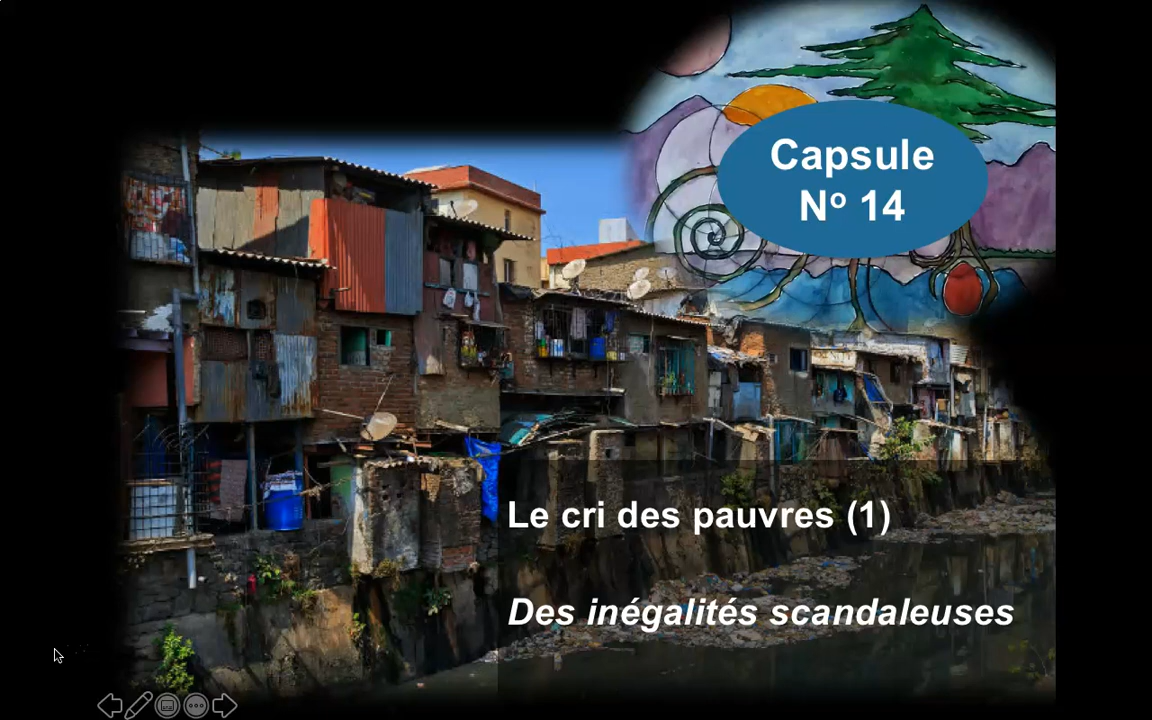 Capsule
Nº 14
Le cri des pauvres (1)
Des inégalités scandaleuses